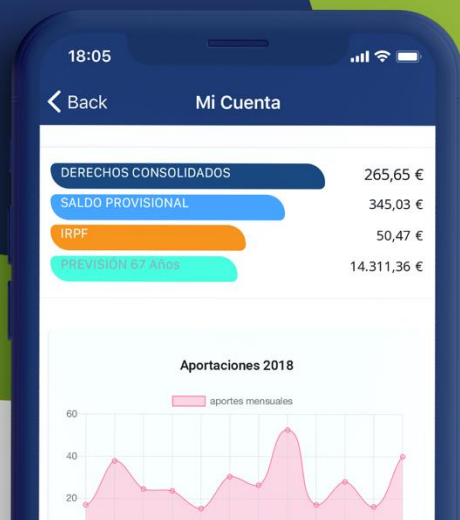 18:05
Back Mi Cuenta
DERECHOS CONSOLIDADOS 265,65 €
SALDO PROVISIONAL 345,03 €
IRPF 50,47 €
PREVISIÓN 67 Años 14.311,36 €
Aportaciones 2018
aportes mensuales
60
40
20